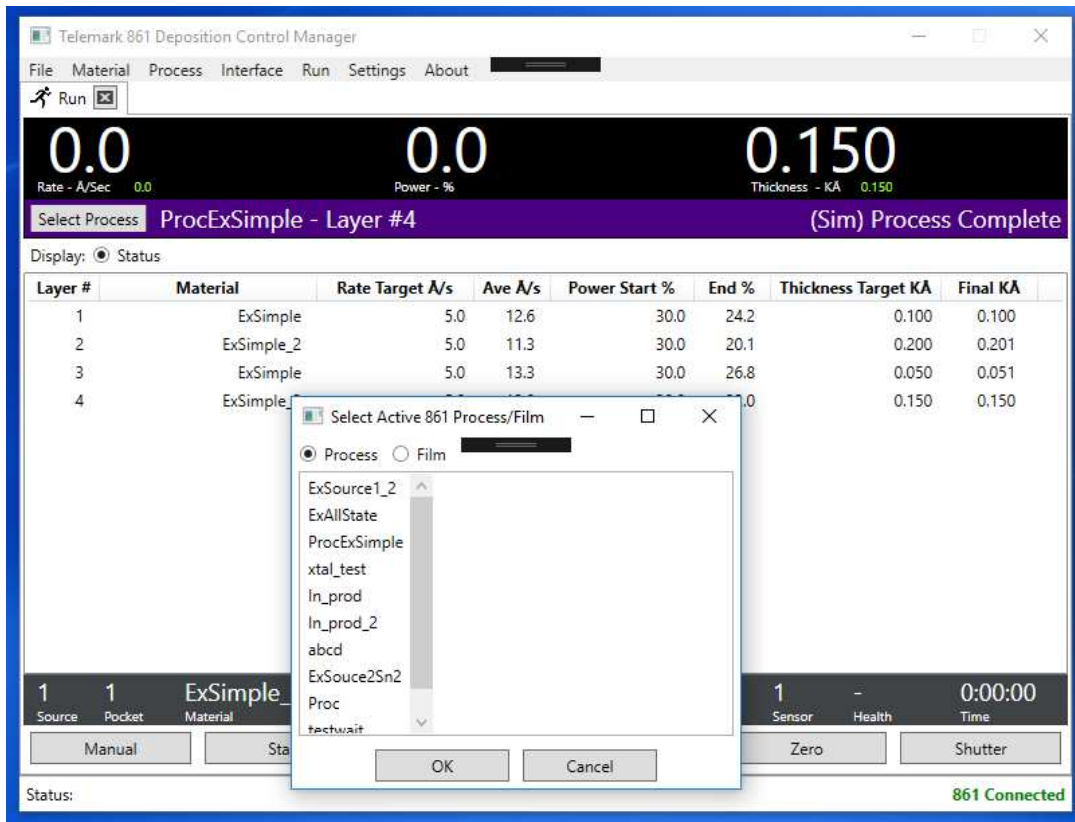 Telemark 861 Deposition Control Manager
File Material Process Interface Run Settings About
Run
0.0 0.0 0.150
Rate - Å/Sec 0.0 Power - % Thickness - KÅ 0.150
Select Process ProcExSimple - Layer #4 (Sim) Process Complete
Display: Status
Layer # Material Rate Target Å/s Ave Å/s Power Start % End % Thickness Target KÅ Final KÅ
1 ExSimple 5.0 12.6 30.0 24.2 0.100 0.100
2 ExSimple_2 5.0 11.3 30.0 20.1 0.200 0.201
3 ExSimple 5.0 13.3 30.0 26.8 0.050 0.051
4 ExSimple_ .0 0.150 0.150
Select Active 861 Process/Film
Process Film
ExSource1_2
ExAllState
ProcExSimple
xtal_test
In_prod
In_prod_2
abcd
ExSouce2Sn2
Proc
testwait
OK Cancel
1 1 ExSimple_ 1 - 0:00:00
Source Pocket Material Sensor Health Time
Manual Sta Zero Shutter
Status: 861 Connected